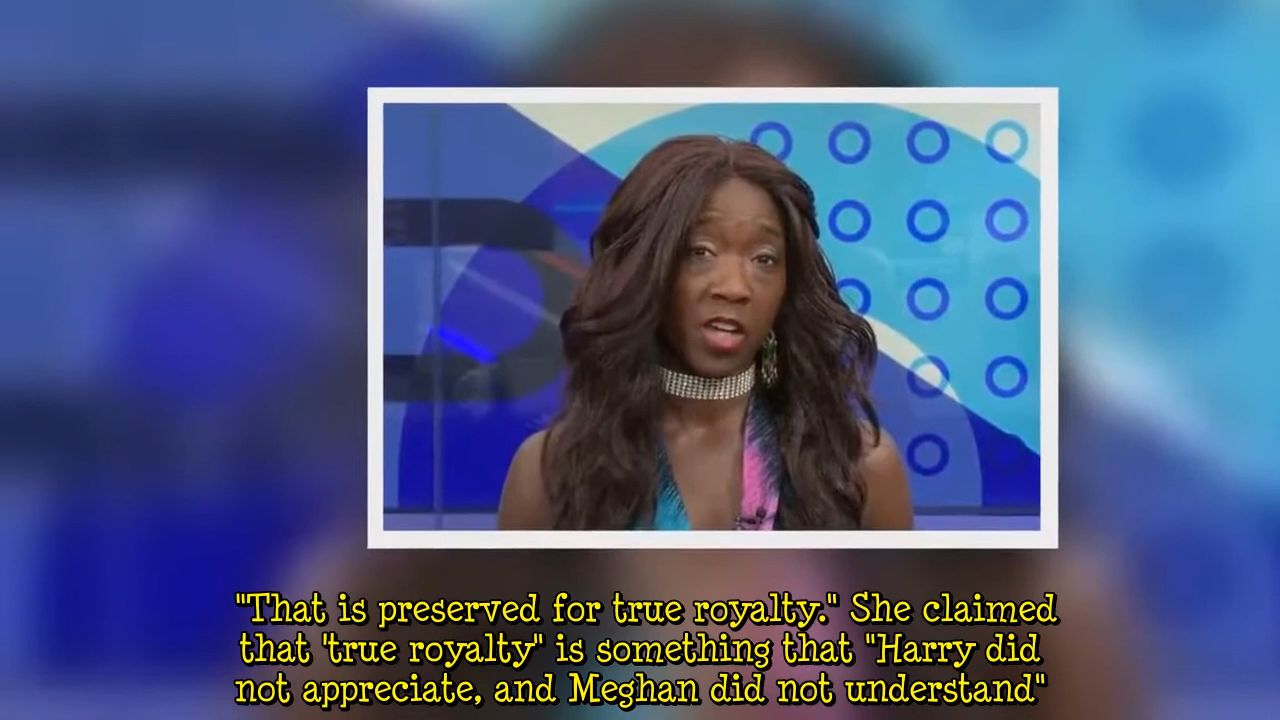 "That is preserved for true royalty." She claimed
that 'true royalty" is something that "Harry did
not appreciate, and Meghan did not understand"